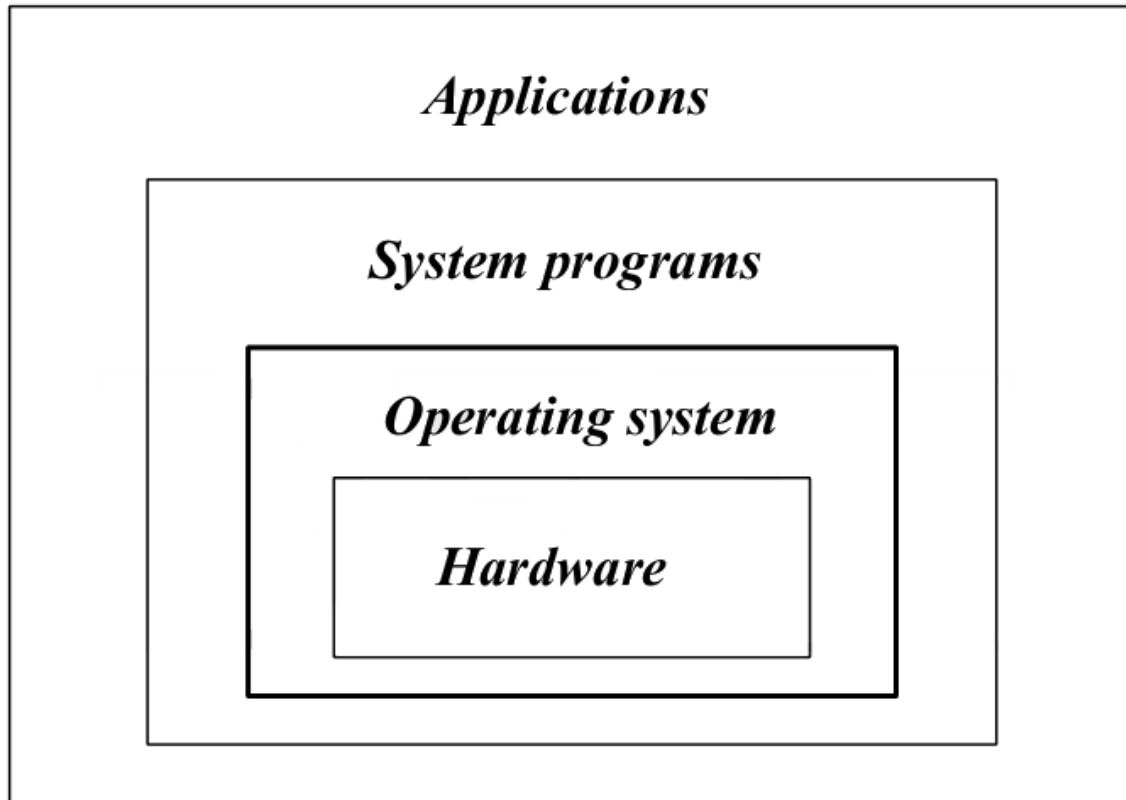 Applications
System programs
Operating system
Hardware